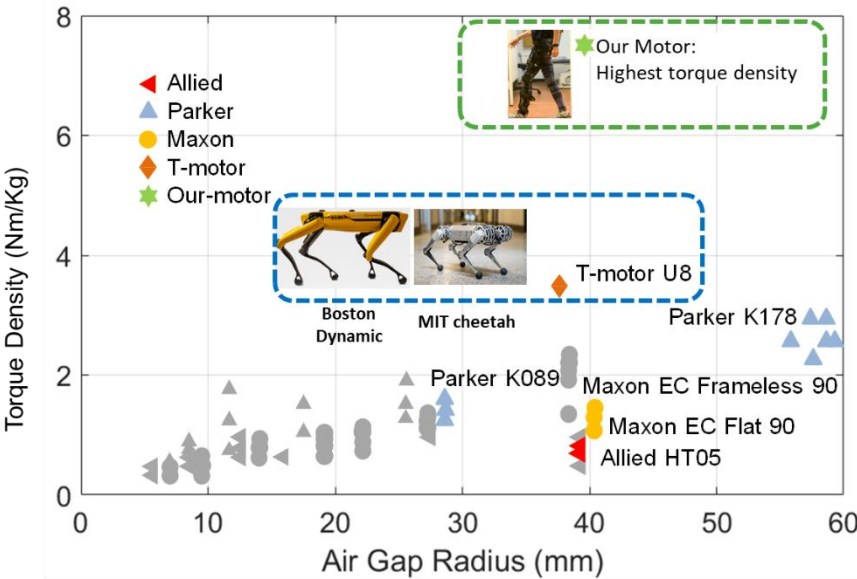 8
6
4
2
0
Torque Density (Nm/Kg)
Allied
Parker
Maxon
T-motor
Our-motor
Our Motor:
Highest torque density
Boston
Dynamic
MIT cheetah
T-motor U8
Parker K178
Parker K089
Maxon EC Frameless 90
Maxon EC Flat 90
Allied HT05
0 10 20 30 40 50 60
Air Gap Radius (mm)